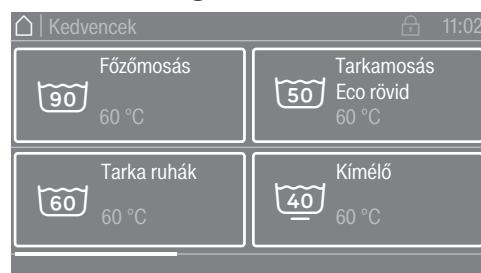 Kedvencek 11:02
Főzőmosás
90
60 °C
Tarkamosás
Eco rövid
50
60 °C
Tarka ruhák
60
60 °C
Kímélő
40
60 °C